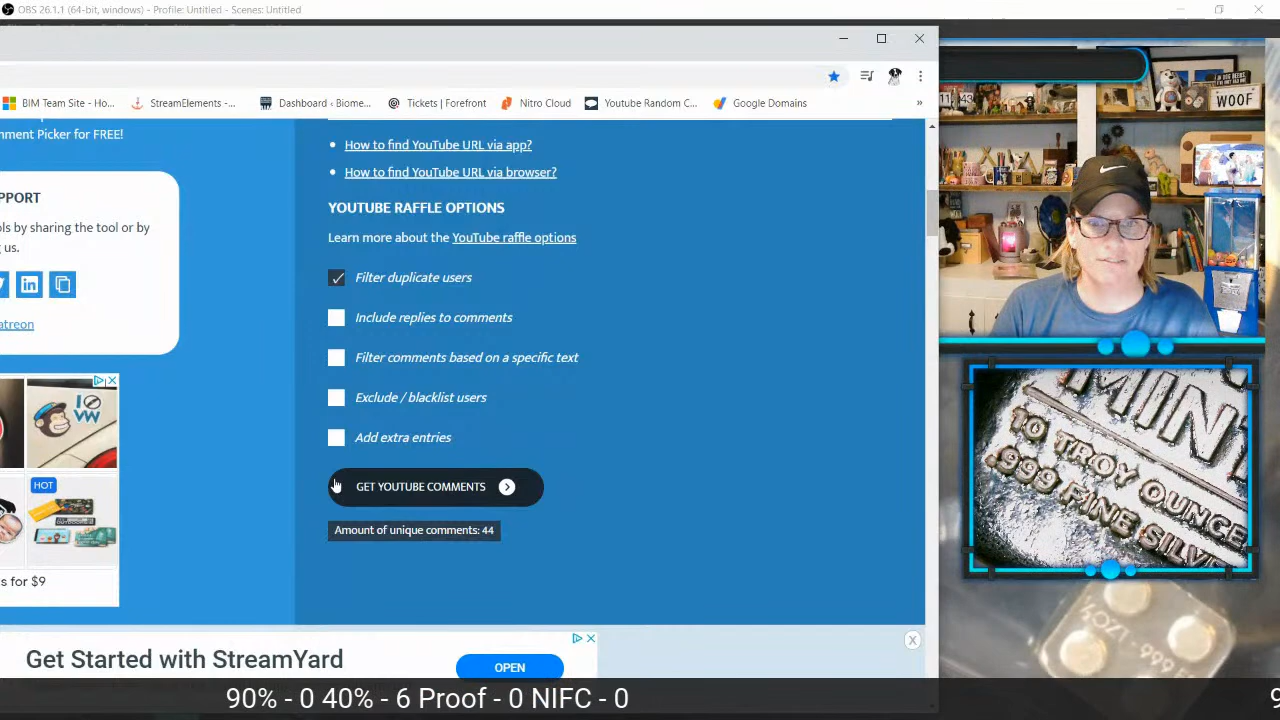 OBS 26.1.1 (64-bit, windows) - Profile: Untitled - Scenes: Untitled
BIM Team Site - Ho...
StreamElements -...
Dashboard ‹ Biome...
Tickets | Forefront
Nitro Cloud
Youtube Random C...
Google Domains
»
mment Picker for FREE!
How to find YouTube URL via app?
How to find YouTube URL via browser?
PPORT
ols by sharing the tool or by
g us.
atreon
YOUTUBE RAFFLE OPTIONS
Learn more about the YouTube raffle options
Filter duplicate users
Include replies to comments
Filter comments based on a specific text
Exclude / blacklist users
Add extra entries
GET YOUTUBE COMMENTS
Amount of unique comments: 44
HOT
s for $9
Get Started with StreamYard
OPEN
X
90% - 0 40% - 6 Proof - 0 NIFC - 0
9
WOOF
MINT
10 TROY OUNCE
.999 FINE SILV